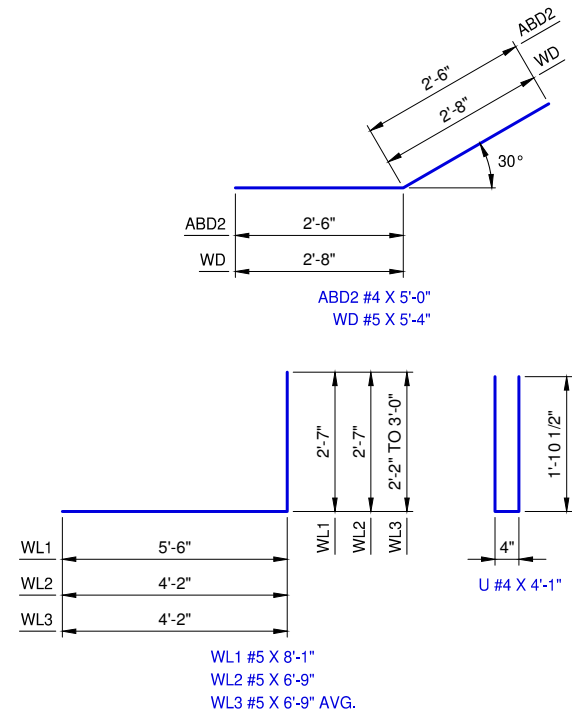 ABD2
WD
2'-6"
2'-8"
30°
ABD2 2'-6"
WD 2'-8"
ABD2 #4 X 5'-0"
WD #5 X 5'-4"
2'-7"
2'-7"
2'-2" TO 3'-0"
WL1
WL2
WL3
WL1 5'-6"
WL2 4'-2"
WL3 4'-2"
WL1 #5 X 8'-1"
WL2 #5 X 6'-9"
WL3 #5 X 6'-9" AVG.
1'-10 1/2"
4"
U #4 X 4'-1"